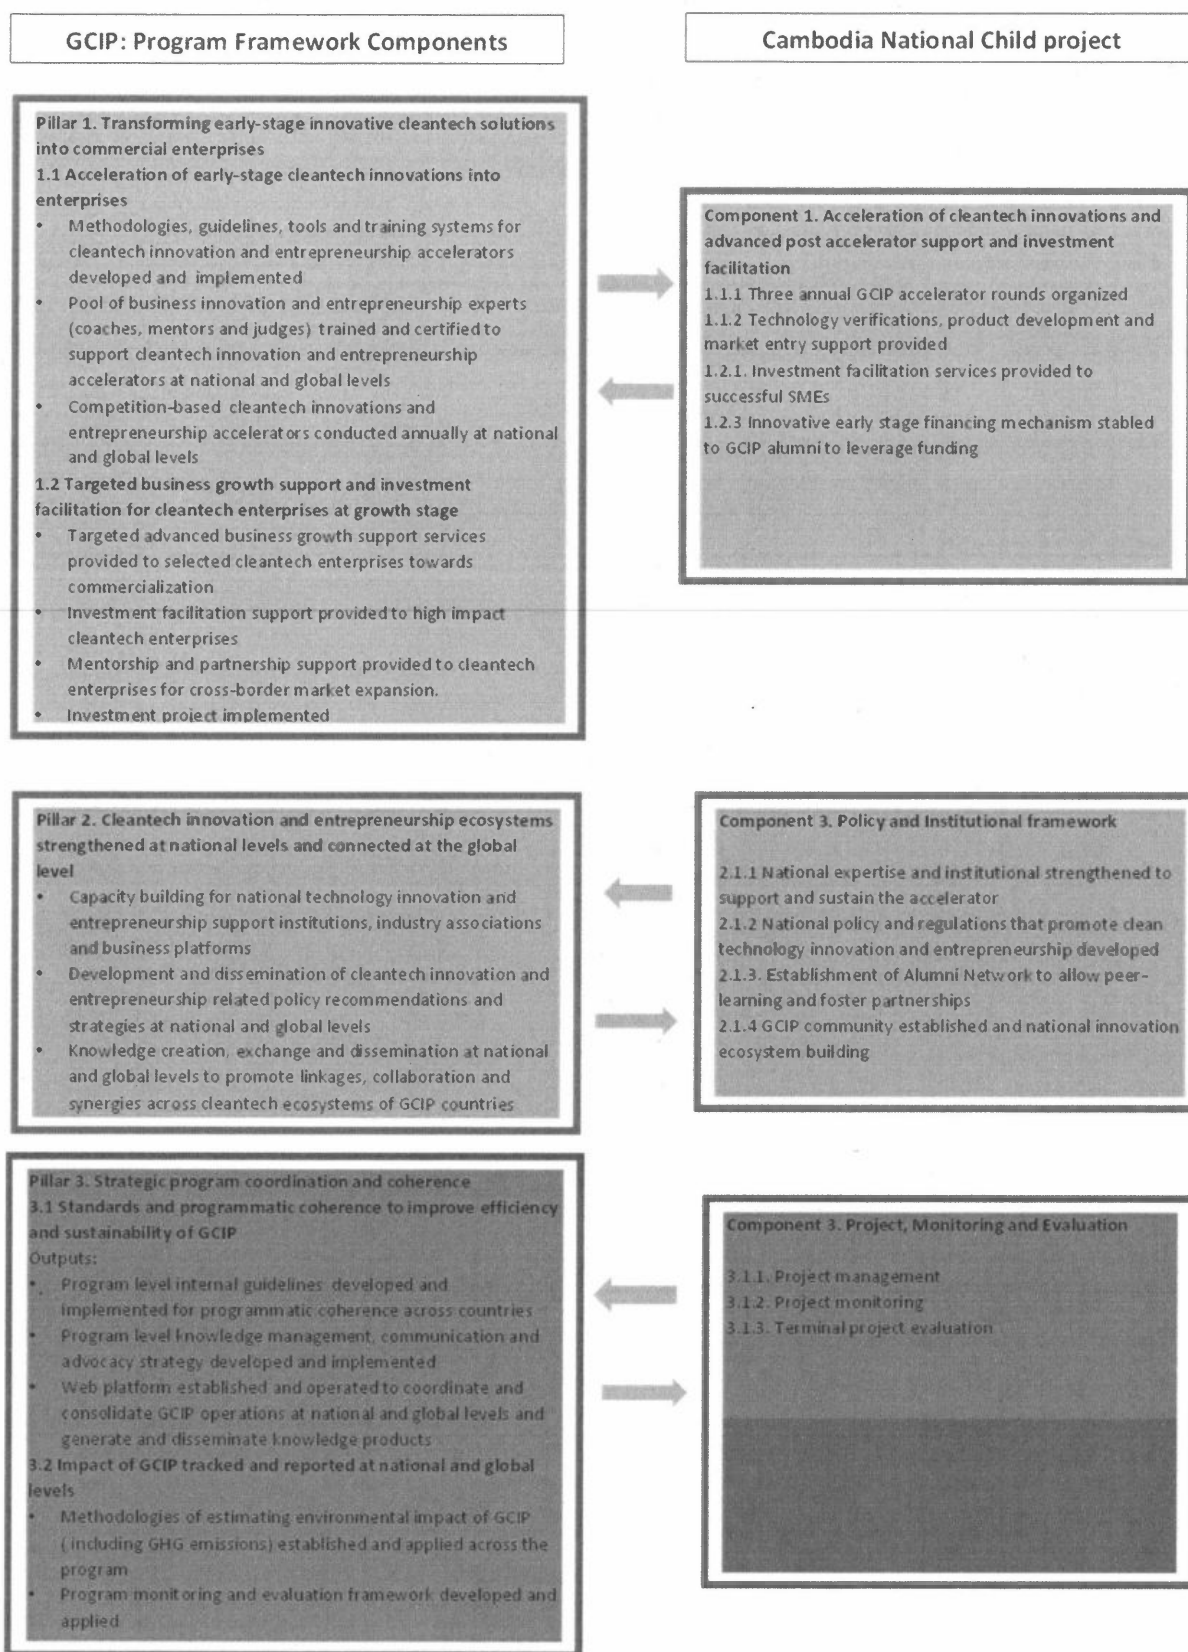 GCIP: Program Framework Components
Cambodia National Child project
Pillar 1. Transforming early-stage innovative cleantech solutions
into commercial enterprises
1.1 Acceleration of early-stage cleantech innovations into
enterprises
• Methodologies, guidelines, tools and training systems for
cleantech innovation and entrepreneurship accelerators
developed and implemented
• Pool of business innovation and entrepreneurship experts
(coaches, mentors and judges) trained and certified to
support cleantech innovation and entrepreneurship
accelerators at national and global levels
• Competition-based cleantech innovations and
entrepreneurship accelerators conducted annually at national
and global levels
1.2 Targeted business growth support and investment
facilitation for cleantech enterprises at growth stage
• Targeted advanced business growth support services
provided to selected cleantech enterprises towards
commercialization
• Investment facilitation support provided to high impact
cleantech enterprises
• Mentorship and partnership support provided to cleantech
enterprises for cross-border market expansion.
• Investment project implemented
Component 1. Acceleration of cleantech innovations and
advanced post accelerator support and investment
facilitation
1.1.1 Three annual GCIP accelerator rounds organized
1.1.2 Technology verifications, product development and
market entry support provided
1.2.1. Investment facilitation services provided to
successful SMEs
1.2.3 Innovative early stage financing mechanism stabled
to GCIP alumni to leverage funding
Pillar 2. Cleantech innovation and entrepreneurship ecosystems
strengthened at national levels and connected at the global
level
• Capacity building for national technology innovation and
entrepreneurship support institutions, industry associations
and business platforms
• Development and dissemination of cleantech innovation and
entrepreneurship related policy recommendations and
strategies at national and global levels
• Knowledge creation, exchange and dissemination at national
and global levels to promote linkages, collaboration and
synergies across cleantech ecosystems of GCIP countries
Component 3. Policy and Institutional framework
2.1.1 National expertise and institutional strengthened to
support and sustain the accelerator
2.1.2 National policy and regulations that promote clean
technology innovation and entrepreneurship developed
2.1.3. Establishment of Alumni Network to allow peer-
learning and foster partnerships
2.1.4 GCIP community established and national innovation
ecosystem building
Pillar 3. Strategic program coordination and coherence
3.1 Standards and programmatic coherence to improve efficiency
and sustainability of GCIP
Outputs:
• Program level internal guidelines developed and
implemented for programmatic coherence across countries
• Program level knowledge management, communication and
advocacy strategy developed and implemented
• Web platform established and operated to coordinate and
consolidate GCIP operations at national and global levels and
generate and disseminate knowledge products
3.2 Impact of GCIP tracked and reported at national and global
levels
• Methodologies of estimating environmental impact of GCIP
( including GHG emissions) established and applied across the
program
• Program monitoring and evaluation framework developed and
applied
Component 3. Project, Monitoring and Evaluation
3.1.1. Project management
3.1.2. Project monitoring
3.1.3. Terminal project evaluation